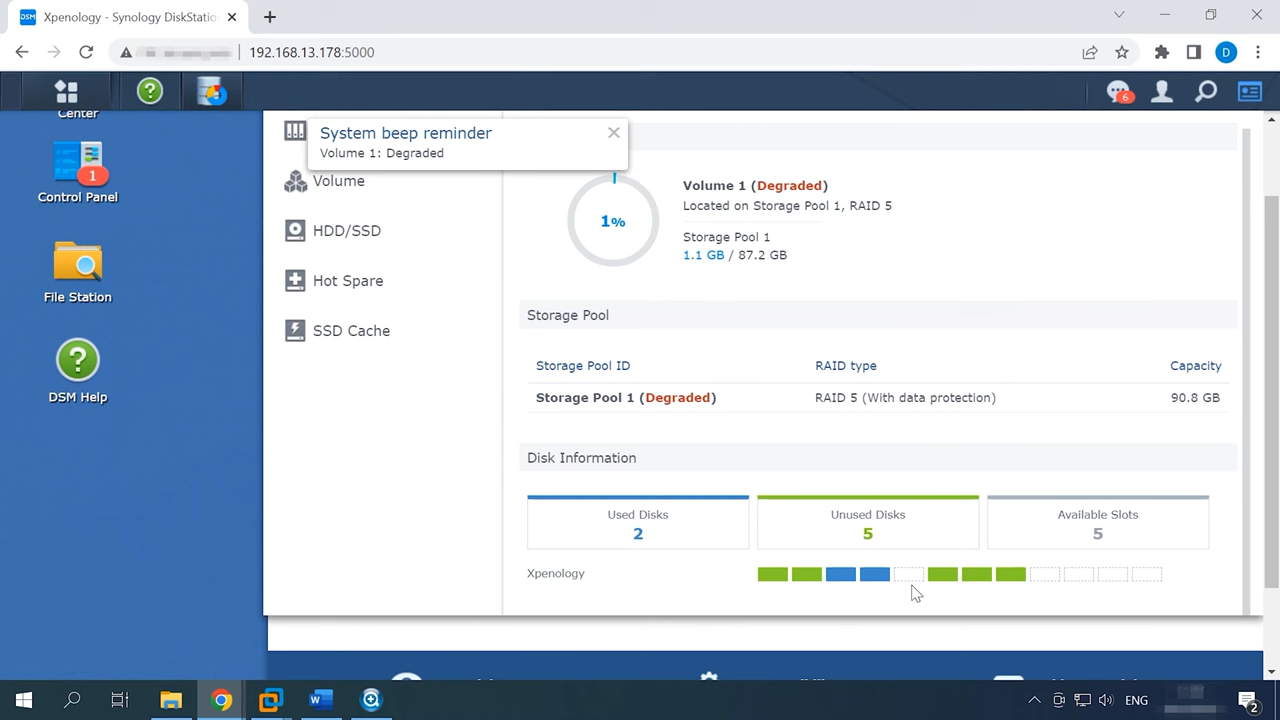 Xpenology - Synology DiskStatio
192.168.13.178:5000
D
6
Center
System beep reminder
Volume 1: Degraded
1
Control Panel
File Station
DSM Help
Volume
HDD/SSD
Hot Spare
SSD Cache
1%
Volume 1 (Degraded)
Located on Storage Pool 1, RAID 5
Storage Pool 1
1.1 GB / 87.2 GB
Storage Pool
Storage Pool ID RAID type Capacity
Storage Pool 1 (Degraded) RAID 5 (With data protection) 90.8 GB
Disk Information
Used Disks Unused Disks Available Slots
2 5 5
Xpenology
ENG
2